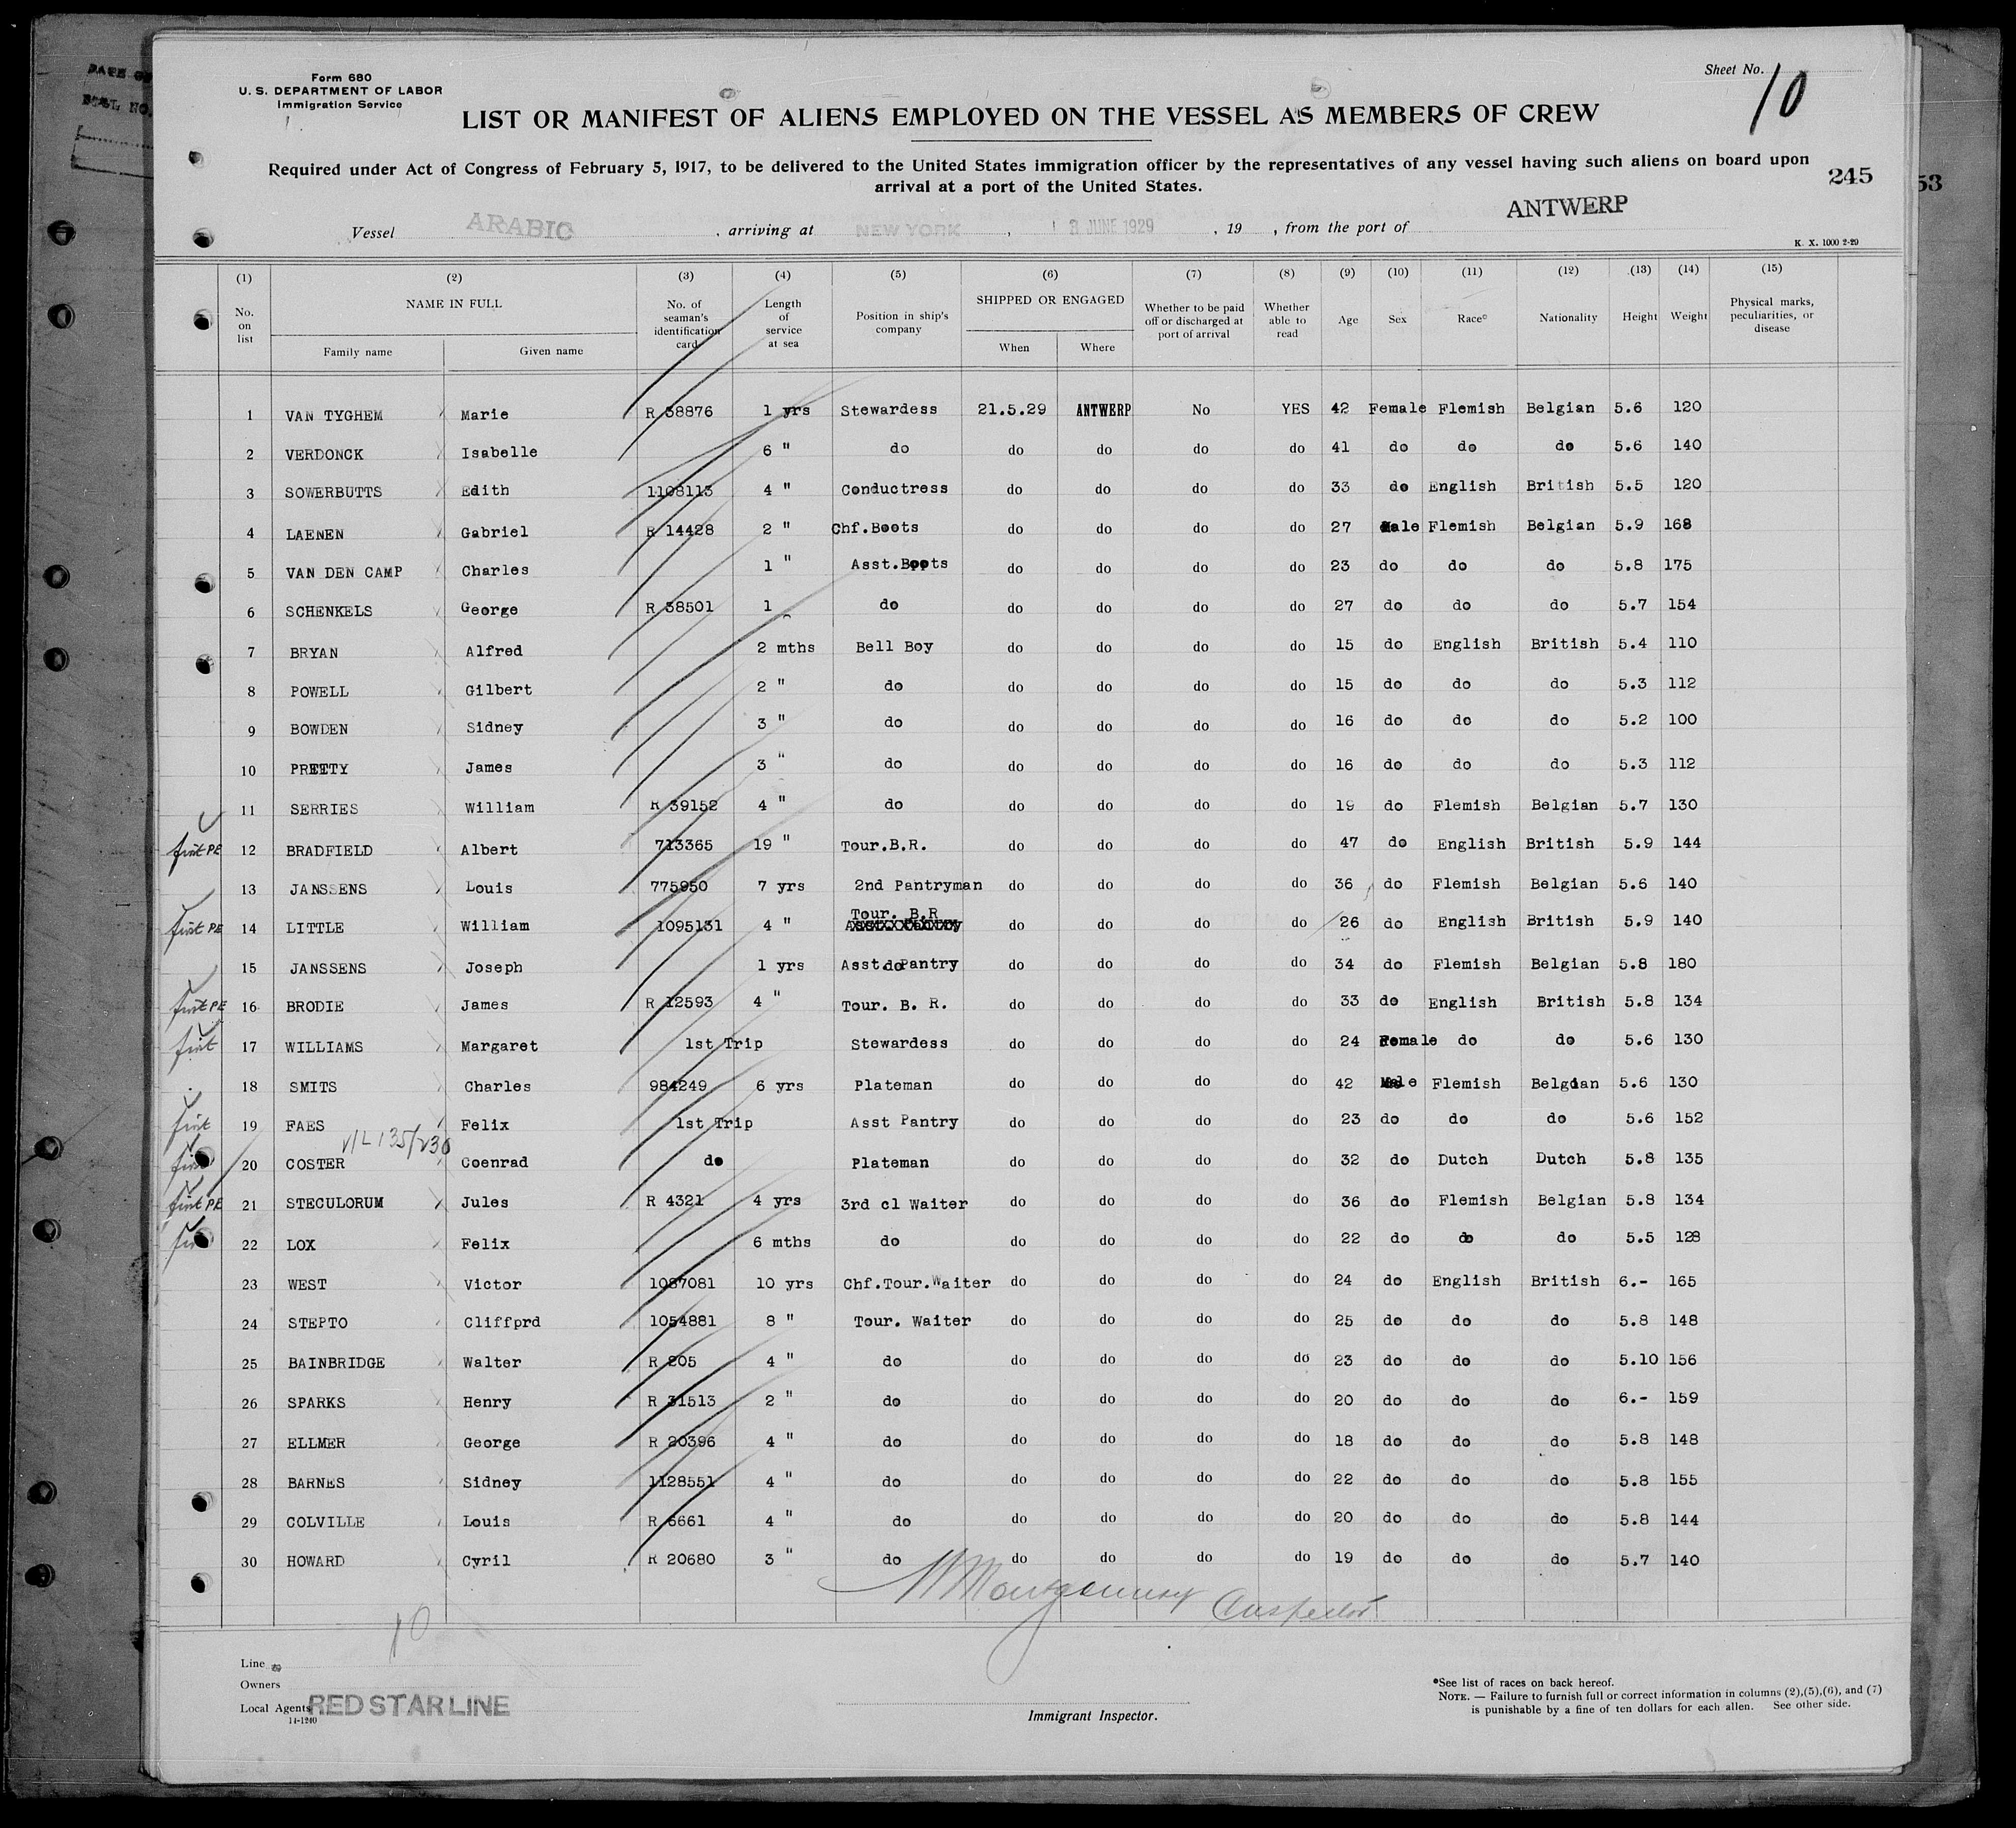 DATE
Form 680
U. S. DEPARTMENT OF LABOR
Immigration Service
Sheet No. 10
LIST OR MANIFEST OF ALIENS EMPLOYED ON THE VESSEL AS MEMBERS OF CREW
Required under Act of Congress of February 5, 1917, to be delivered to the United States immigration officer by the representatives of any vessel having such aliens on board upon
arrival at a port of the United States.
245
53
Vessel ARABIC , arriving at NEW YORK , JUNE 1929 , 19 , from the port of ANTWERP
K. X. 1000 2-29
(1) (2) (3) (4) (5) (6) (7) (8) (9) (10) (11) (12) (13) (14) (15)
No. on list NAME IN FULL Family name Given name No. of seaman's identification card Length of service at sea Position in ship's company SHIPPED OR ENGAGED When Where Whether to be paid off or discharged at port of arrival Whether able to read Age Sex Race* Nationality Height Weight Physical marks, peculiarities, or disease
1 VAN TYGHEM Marie R 38876 1 yrs Stewardess 21.5.29 ANTWERP No YES 42 Female Flemish Belgian 5.6 120
2 VERDONCK Isabelle 6 " do do do do do 41 do do do 5.6 140
3 SOWERBUTTS Edith 1108113 4 " Conductress do do do do 33 do English British 5.5 120
4 LAENEN Gabriel R 14428 2 " Chf.Boots do do do do 27 Male Flemish Belgian 5.9 168
5 VAN DEN CAMP Charles 1 " Asst.Boots do do do do 23 do do do 5.8 175
6 SCHENKELS George R 38501 1 do do do do do 27 do do do 5.7 154
7 BRYAN Alfred 2 mths Bell Boy do do do do 15 do English British 5.4 110
8 POWELL Gilbert 2 " do do do do do 15 do do do 5.3 112
9 BOWDEN Sidney 3 " do do do do do 16 do do do 5.2 100
10 PRETTY James 3 " do do do do do 16 do do do 5.3 112
11 SERRIES William R 39152 4 " do do do do do 19 do Flemish Belgian 5.7 130
first PE 12 BRADFIELD Albert 713365 19 " Tour.B.R. do do do do 47 do English British 5.9 144
13 JANSSENS Louis 775950 7 yrs 2nd Pantryman do do do do 36 do Flemish Belgian 5.6 140
first PE 14 LITTLE William 1095131 4 " Tour. B.R do do do do 26 do English British 5.9 140
15 JANSSENS Joseph 1 yrs Asst.Pantry do do do do 34 do Flemish Belgian 5.8 180
first PE 16 BRODIE James R 12593 4 " Tour. B. R. do do do do 33 do English British 5.8 134
first 17 WILLIAMS Margaret 1st Trip Stewardess do do do do 24 Female do do 5.6 130
18 SMITS Charles 984249 6 yrs Plateman do do do do 42 Male Flemish Belgian 5.6 130
first 19 FAES Felix 1st Trip Asst Pantry do do do do 23 do do do 5.6 152
V/L 135/230
first 20 COSTER Coenrad do Plateman do do do do 32 do Dutch Dutch 5.8 135
first PE 21 STECULORUM Jules R 4321 4 yrs 3rd cl Waiter do do do do 36 do Flemish Belgian 5.8 134
22 LOX Felix 6 mths do do do do do 22 do do do 5.5 128
23 WEST Victor 1087081 10 yrs Chf.Tour.Waiter do do do do 24 do English British 6.- 165
24 STEPTO Cliffprd 1054881 8 " Tour. Waiter do do do do 25 do do do 5.8 148
25 BAINBRIDGE Walter R 205 4 " do do do do do 23 do do do 5.10 156
26 SPARKS Henry R 31513 2 " do do do do do 20 do do do 6.- 159
27 ELLMER George R 20396 4 " do do do do do 18 do do do 5.8 148
28 BARNES Sidney 1128551 4 " do do do do do 22 do do do 5.8 155
29 COLVILLE Louis R 6661 4 " do do do do do 20 do do do 5.8 144
30 HOWARD Cyril R 20680 3 " do do do do do 19 do do do 5.7 140
Montgomery Inspector
10
Line
Owners
Local Agents RED STAR LINE
14-1240
Immigrant Inspector.
*See list of races on back hereof.
NOTE. — Failure to furnish full or correct information in columns (2),(5),(6), and (7)
is punishable by a fine of ten dollars for each alien. See other side.